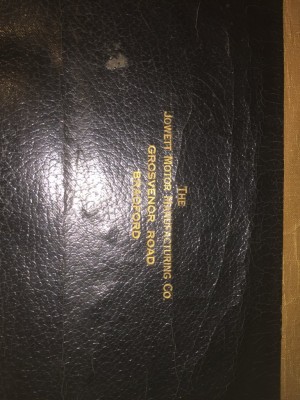 THE
JOWETT MOTOR MANUFACTURING CO
GROSVENOR ROAD
BRADFORD